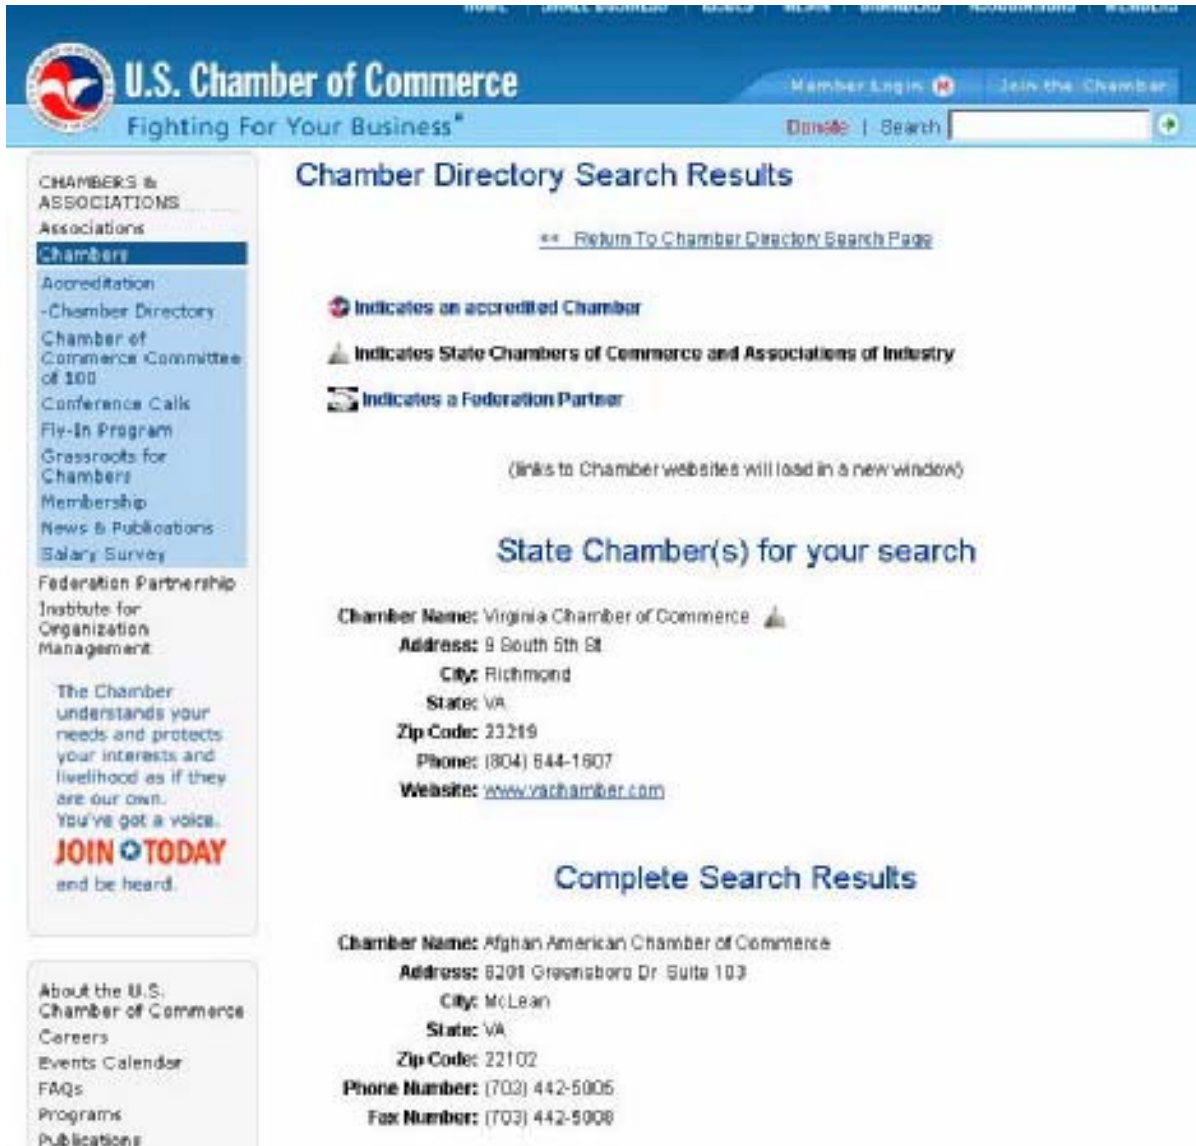 HOME | SMALL BUSINESS | ISSUES | NEWS | CHAMBERS | ASSOCIATIONS | MEMBERS
U.S. Chamber of Commerce
Member Login Join the Chamber
Fighting For Your Business®
Donate | Search
CHAMBERS &
ASSOCIATIONS
Associations
Chambers
Accreditation
-Chamber Directory
Chamber of
Commerce Committee
of 100
Conference Calls
Fly-In Program
Grassroots for
Chambers
Membership
News & Publications
Salary Survey
Federation Partnership
Institute for
Organization
Management
The Chamber
understands your
needs and protects
your interests and
livelihood as if they
are our own.
You've got a voice.
JOIN TODAY
and be heard.
About the U.S.
Chamber of Commerce
Careers
Events Calendar
FAQs
Programs
Publications
Chamber Directory Search Results
<< Return To Chamber Directory Search Page
Indicates an accredited Chamber
Indicates State Chambers of Commerce and Associations of Industry
Indicates a Federation Partner
(links to Chamber websites will load in a new window)
State Chamber(s) for your search
Chamber Name: Virginia Chamber of Commerce
Address: 9 South 5th St
City: Richmond
State: VA
Zip Code: 23219
Phone: (804) 644-1607
Website: www.vachamber.com
Complete Search Results
Chamber Name: Afghan American Chamber of Commerce
Address: 8201 Greensboro Dr Suite 103
City: McLean
State: VA
Zip Code: 22102
Phone Number: (703) 442-5005
Fax Number: (703) 442-5008